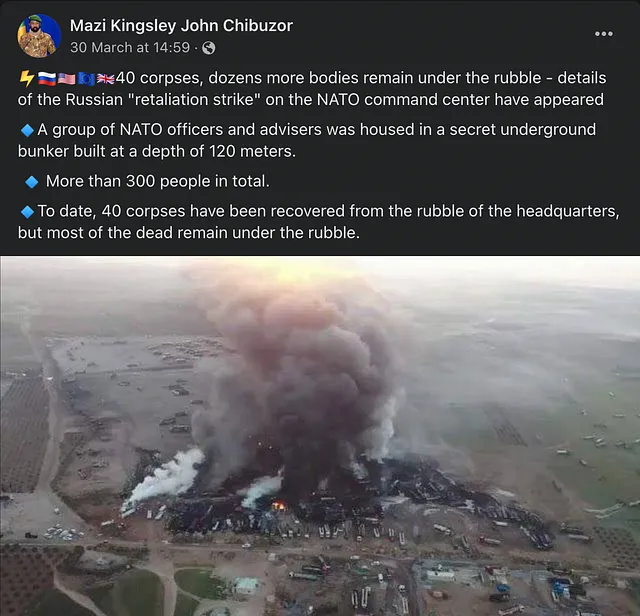 Mazi Kingsley John Chibuzor
30 March at 14:59 ·
⚡🇷🇺🇺🇸🇪🇺🇬🇧40 corpses, dozens more bodies remain under the rubble - details
of the Russian "retaliation strike" on the NATO command center have appeared
🔹A group of NATO officers and advisers was housed in a secret underground
bunker built at a depth of 120 meters.
🔹 More than 300 people in total.
🔹To date, 40 corpses have been recovered from the rubble of the headquarters,
but most of the dead remain under the rubble.